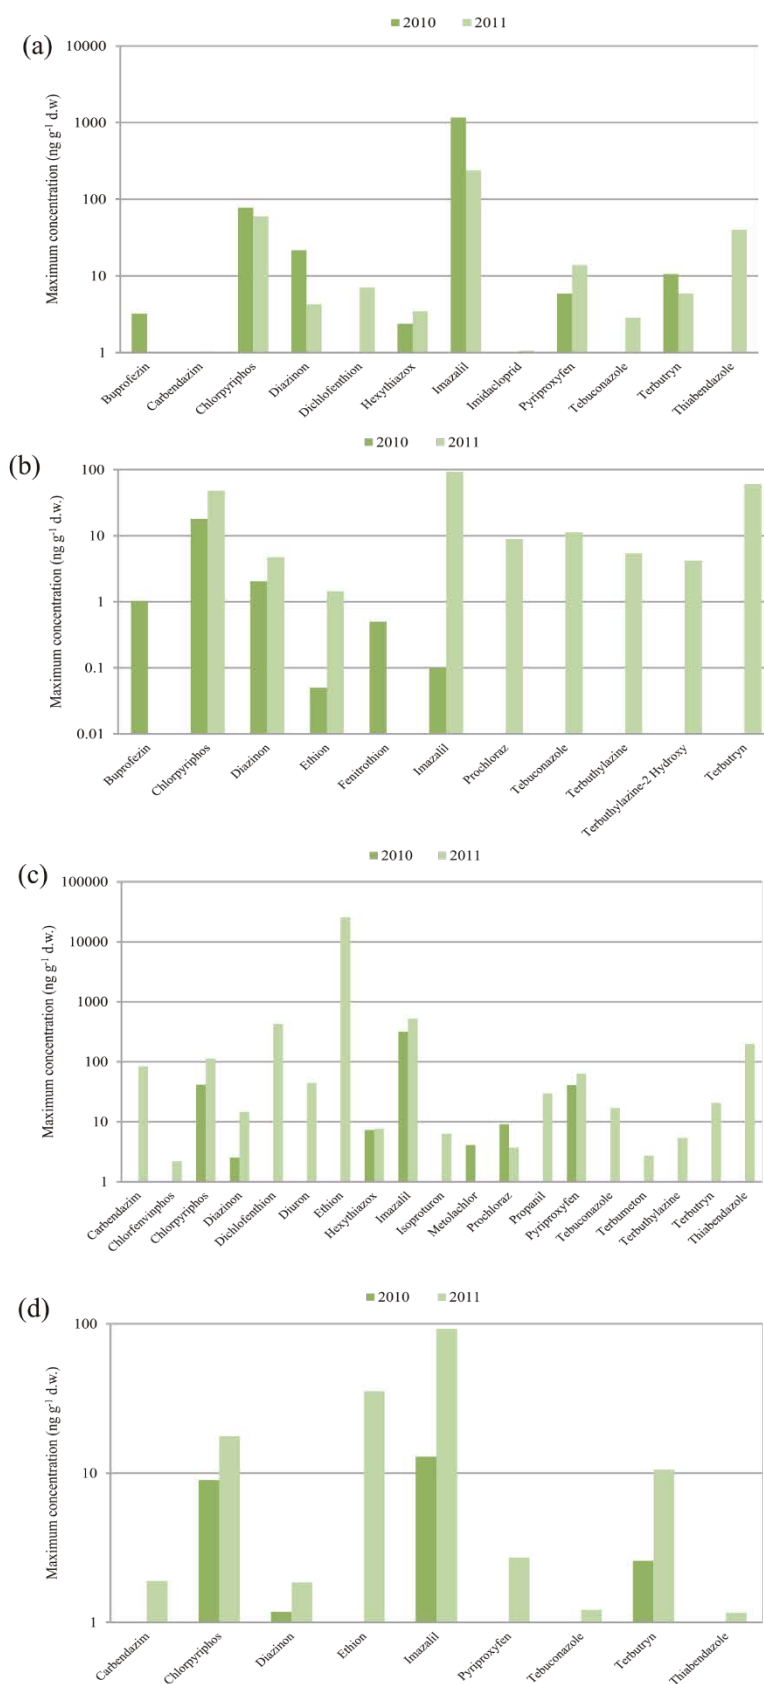 2010 2011
(a)
Maximum concentration (ng g⁻¹ d.w)
10000
1000
100
10
1
Buprofezin
Carbendazim
Chlorpyriphos
Diazinon
Dichlofenthion
Hexythiazox
Imazalil
Imidacloprid
Pyriproxyfen
Tebuconazole
Terbutryn
Thiabendazole
2010 2011
(b)
Maximum concentration (ng g⁻¹ d.w.)
100
10
1
0.1
0.01
Buprofezin
Chlorpyriphos
Diazinon
Ethion
Fenitrothion
Imazalil
Prochloraz
Tebuconazole
Terbuthylazine
Terbuthylazine-2 Hydroxy
Terbutryn
2010 2011
(c)
Maximum concentration (ng g⁻¹ d.w.)
100000
10000
1000
100
10
1
Carbendazim
Chlorfenvinphos
Chlorpyriphos
Diazinon
Dichlofenthion
Diuron
Ethion
Hexythiazox
Imazalil
Isoproturon
Metolachlor
Prochloraz
Propanil
Pyriproxyfen
Tebuconazole
Terbumeton
Terbuthylazine
Terbutryn
Thiabendazole
2010 2011
(d)
Maximum concentration (ng g⁻¹ d.w.)
100
10
1
Carbendazim
Chlorpyriphos
Diazinon
Ethion
Imazalil
Pyriproxyfen
Tebuconazole
Terbutryn
Thiabendazole